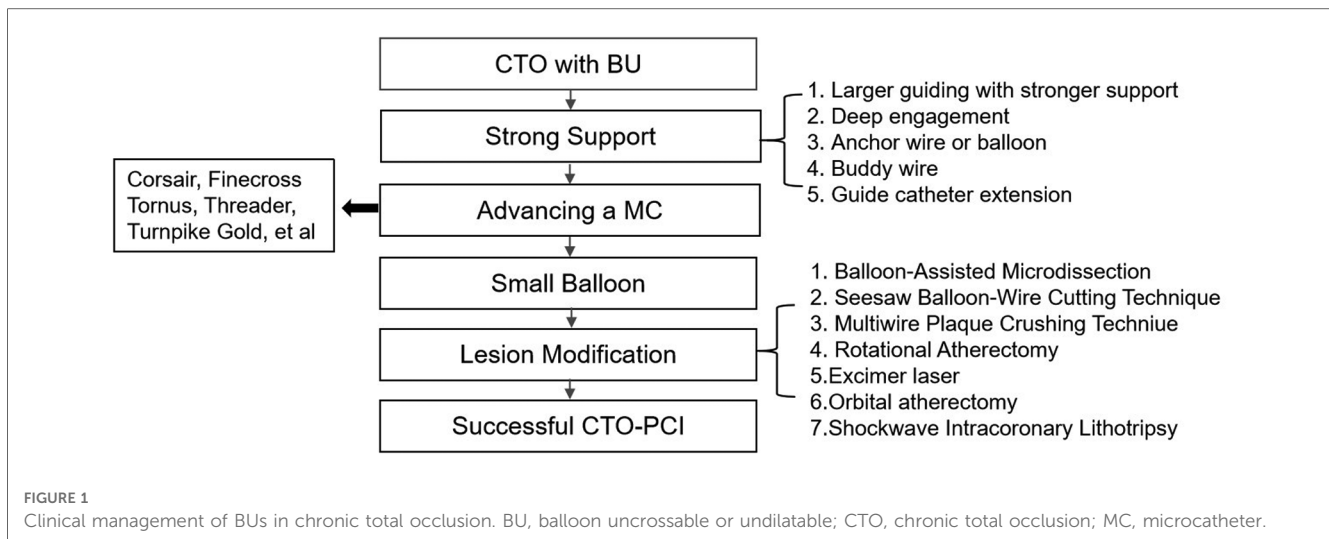 CTO with BU
Strong Support
1. Larger guiding with stronger support
2. Deep engagement
3. Anchor wire or balloon
4. Buddy wire
5. Guide catheter extension
Advancing a MC
Corsair, Finecross
Tornus, Threader,
Turnpike Gold, et al
Small Balloon
Lesion Modification
1. Balloon-Assisted Microdissection
2. Seesaw Balloon-Wire Cutting Technique
3. Multiwire Plaque Crushing Techniue
4. Rotational Atherectomy
5.Excimer laser
6.Orbital atherectomy
7.Shockwave Intracoronary Lithotripsy
Successful CTO-PCI
FIGURE 1
Clinical management of BUs in chronic total occlusion. BU, balloon uncrossable or undilatable; CTO, chronic total occlusion; MC, microcatheter.